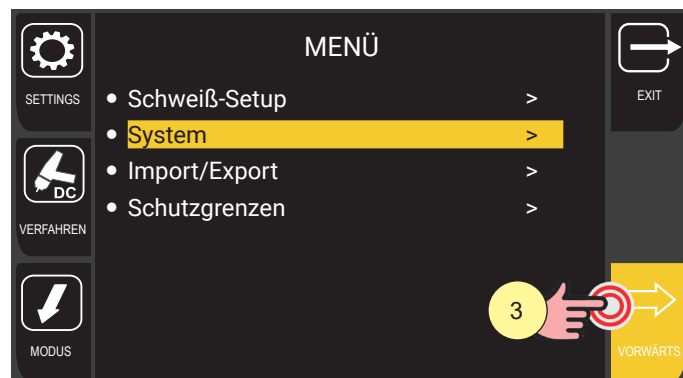 MENÜ
SETTINGS
EXIT
• Schweiß-Setup >
• System >
• Import/Export >
• Schutzgrenzen >
DC
VERFAHREN
3
MODUS
VORWÄRTS